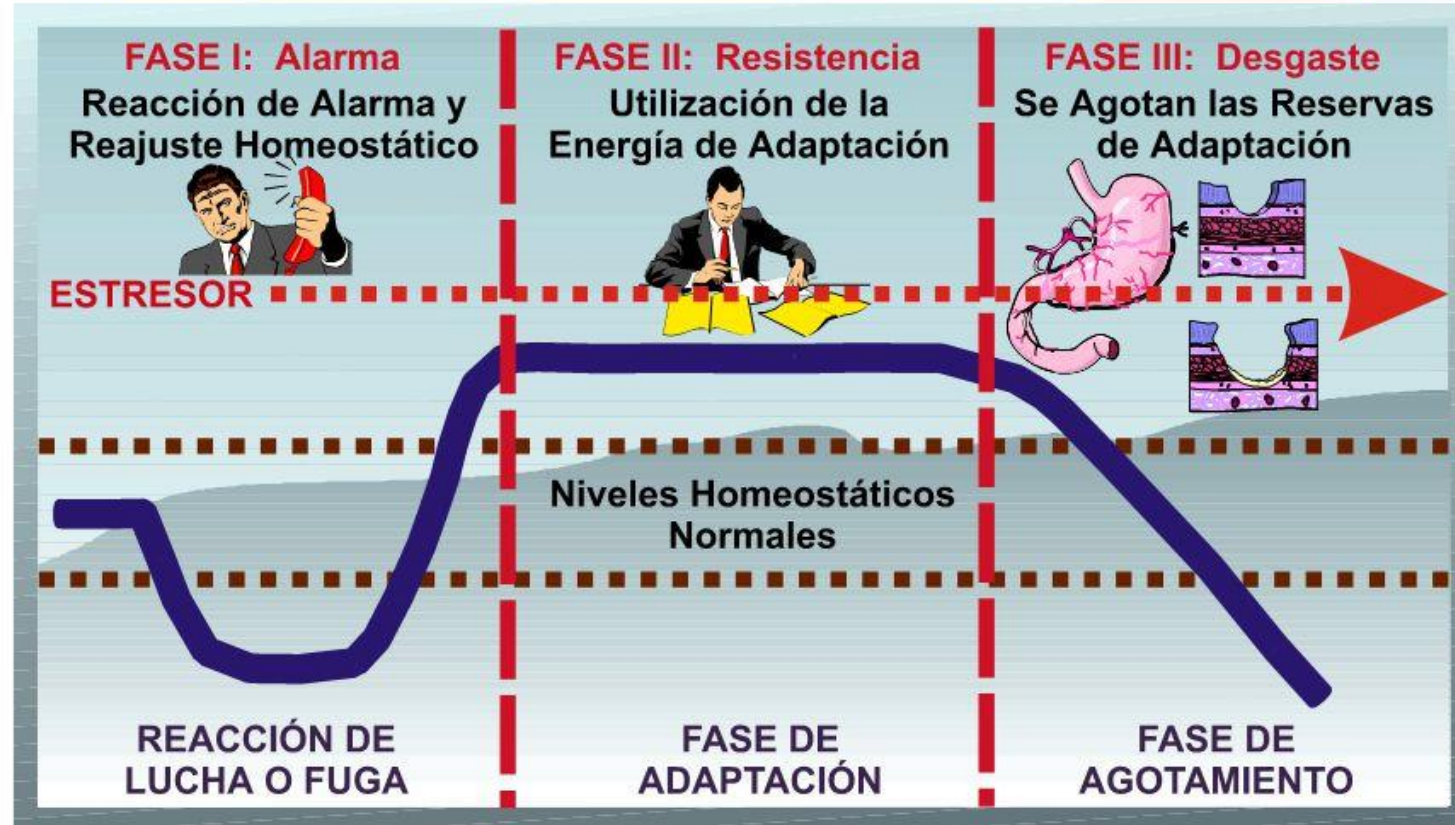 FASE I: Alarma
Reacción de Alarma y
Reajuste Homeostático
FASE II: Resistencia
Utilización de la
Energía de Adaptación
FASE III: Desgaste
Se Agotan las Reservas
de Adaptación
ESTRESOR
Niveles Homeostáticos
Normales
REACCIÓN DE
LUCHA O FUGA
FASE DE
ADAPTACIÓN
FASE DE
AGOTAMIENTO